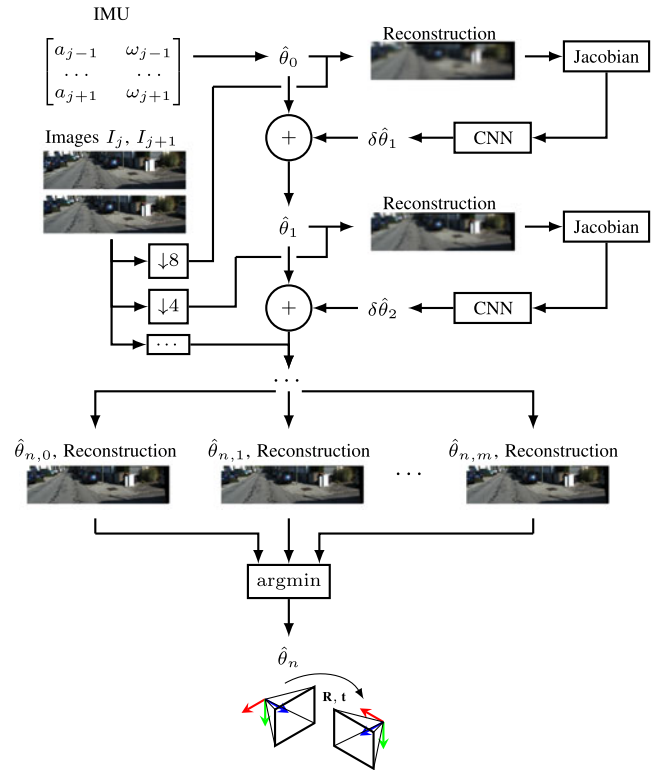 IMU
a_{j−1} ω_{j−1}
··· ···
a_{j+1} ω_{j+1}
θ̂_0
Reconstruction
Jacobian
Images I_j, I_{j+1}
+
δθ̂_1
CNN
θ̂_1
Reconstruction
Jacobian
↓8
↓4
+
δθ̂_2
CNN
···
···
θ̂_{n,0}, Reconstruction
θ̂_{n,1}, Reconstruction
···
θ̂_{n,m}, Reconstruction
argmin
θ̂_n
R, t